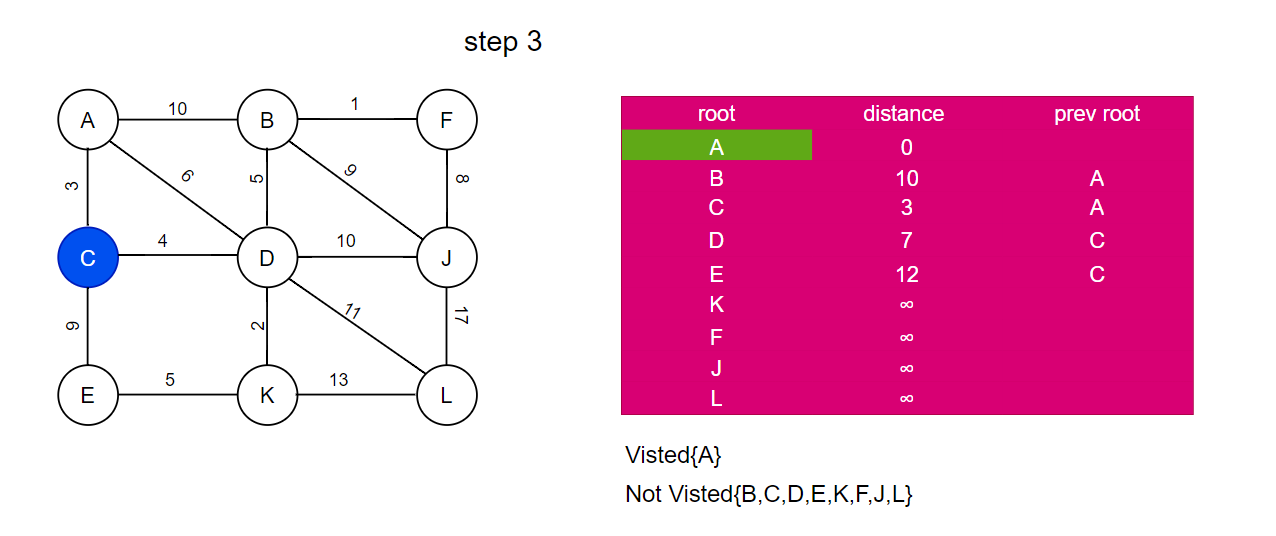 step 3
A 10 B 1 F
3 6 5 9 8
C 4 D 10 J
9 2 11 17
E 5 K 13 L
root distance prev root
A 0
B 10 A
C 3 A
D 7 C
E 12 C
K ∞
F ∞
J ∞
L ∞
Visted{A}
Not Visted{B,C,D,E,K,F,J,L}